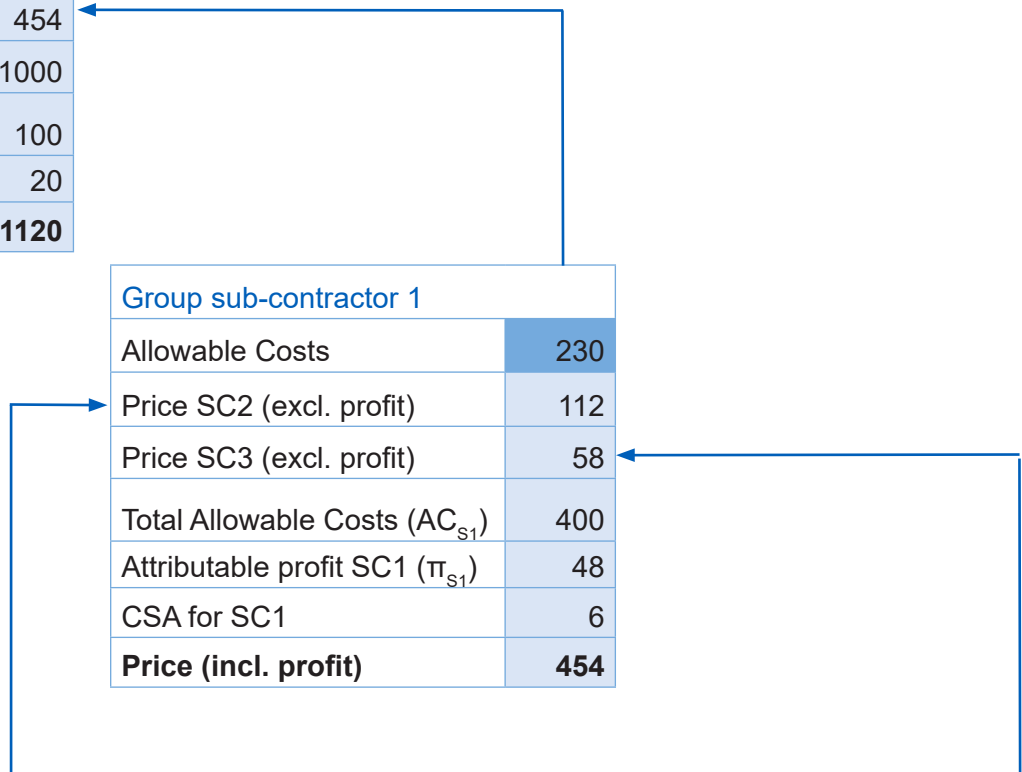 454
1000
100
20
1120
Group sub-contractor 1
Allowable Costs 230
Price SC2 (excl. profit) 112
Price SC3 (excl. profit) 58
Total Allowable Costs (AC_S1) 400
Attributable profit SC1 (π_S1) 48
CSA for SC1 6
Price (incl. profit) 454